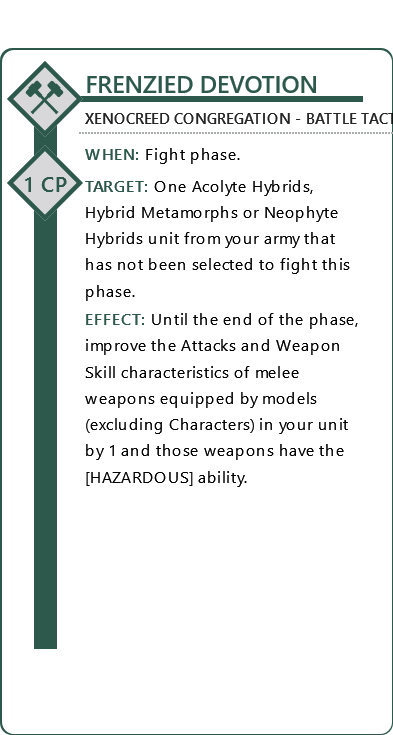 FRENZIED DEVOTION
XENOCREED CONGREGATION - BATTLE TACT
1 CP
WHEN: Fight phase.
TARGET: One Acolyte Hybrids,
Hybrid Metamorphs or Neophyte
Hybrids unit from your army that
has not been selected to fight this
phase.
EFFECT: Until the end of the phase,
improve the Attacks and Weapon
Skill characteristics of melee
weapons equipped by models
(excluding Characters) in your unit
by 1 and those weapons have the
[HAZARDOUS] ability.